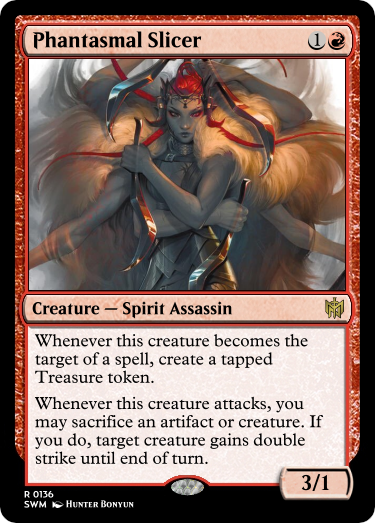 Phantasmal Slicer 1
Creature — Spirit Assassin
Whenever this creature becomes the
target of a spell, create a tapped
Treasure token.
Whenever this creature attacks, you
may sacrifice an artifact or creature. If
you do, target creature gains double
strike until end of turn.
3/1
R 0136
SWM Hunter Bonyun